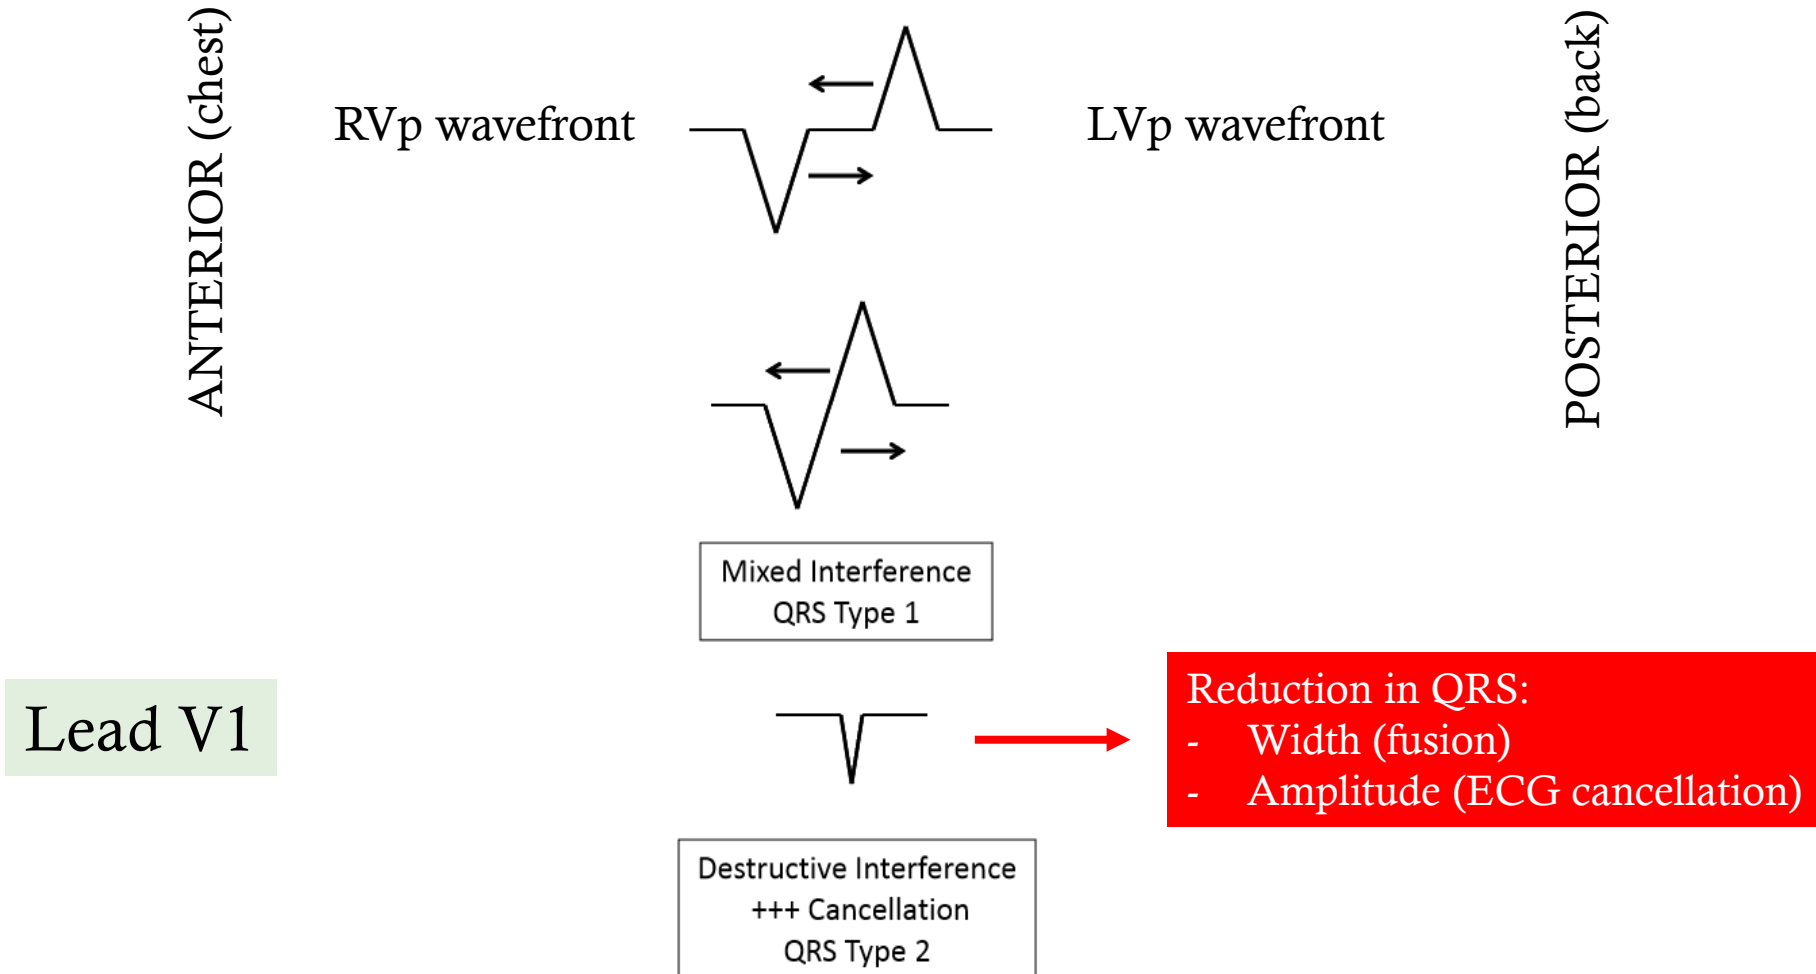 ANTERIOR (chest)
RVp wavefront
LVp wavefront
POSTERIOR (back)
Mixed Interference
QRS Type 1
Lead V1
Reduction in QRS:
- Width (fusion)
- Amplitude (ECG cancellation)
Destructive Interference
+++ Cancellation
QRS Type 2